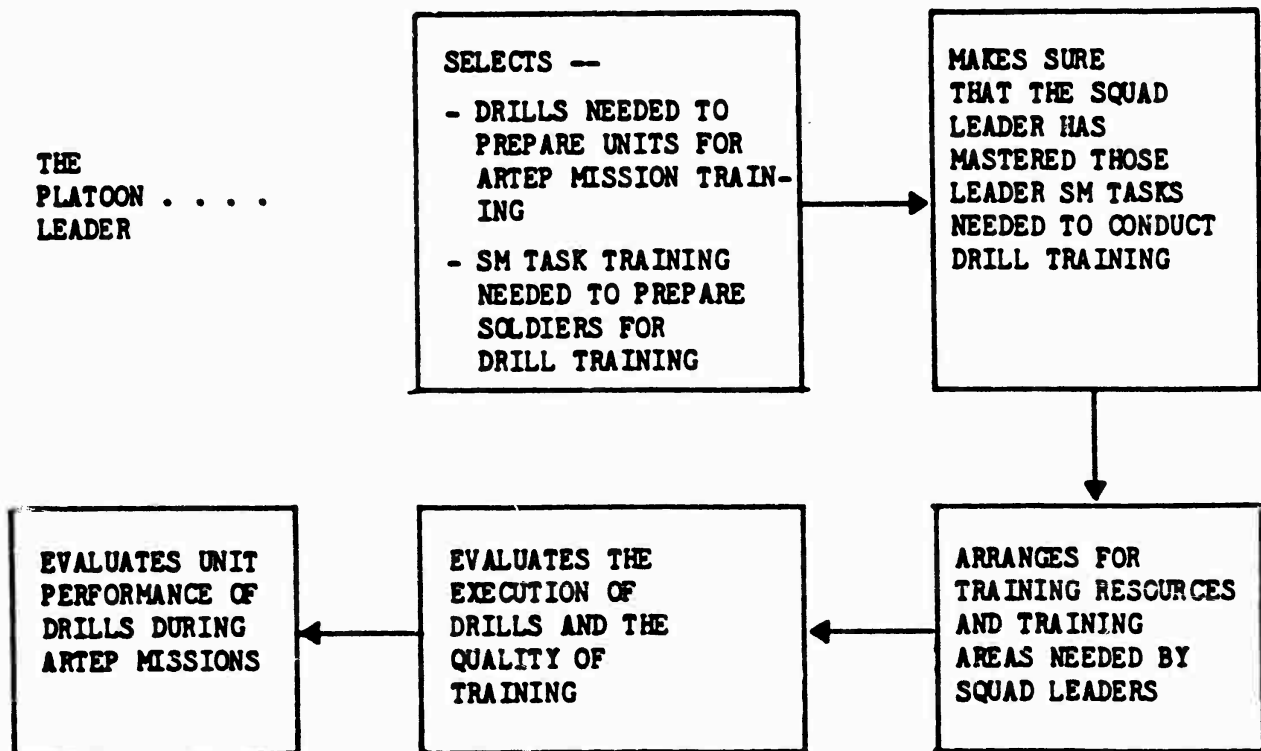 THE
PLATOON . . . .
LEADER
SELECTS --
- DRILLS NEEDED TO
PREPARE UNITS FOR
ARTEP MISSION TRAIN-
ING
- SM TASK TRAINING
NEEDED TO PREPARE
SOLDIERS FOR
DRILL TRAINING
MAKES SURE
THAT THE SQUAD
LEADER HAS
MASTERED THOSE
LEADER SM TASKS
NEEDED TO CONDUCT
DRILL TRAINING
ARRANGES FOR
TRAINING RESOURCES
AND TRAINING
AREAS NEEDED BY
SQUAD LEADERS
EVALUATES THE
EXECUTION OF
DRILLS AND THE
QUALITY OF
TRAINING
EVALUATES UNIT
PERFORMANCE OF
DRILLS DURING
ARTEP MISSIONS